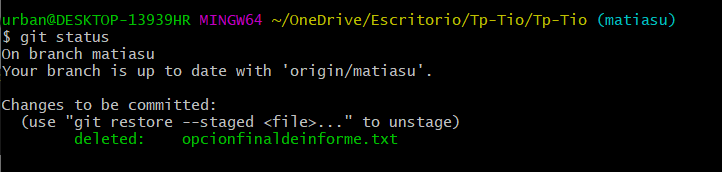 urban@DESKTOP-13939HR MINGW64 ~/OneDrive/Escritorio/Tp-Tio/Tp-Tio (matiasu)
$ git status
On branch matiasu
Your branch is up to date with 'origin/matiasu'.

Changes to be committed:
  (use "git restore --staged <file>..." to unstage)
        deleted:    opcionfinaldeinforme.txt